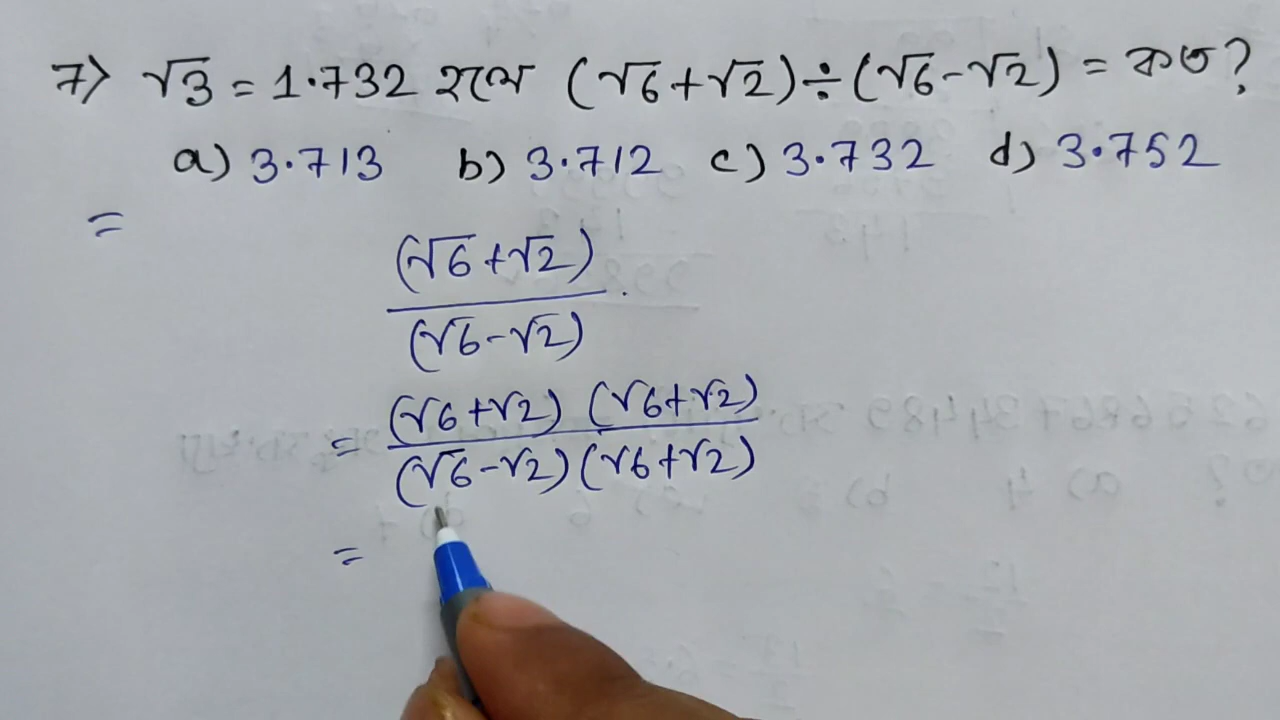 7) √3 = 1.732 হলে (√6+√2)÷(√6-√2) = কত?
a) 3.713 b) 3.712 c) 3.732 d) 3.752
=
(√6+√2)
(√6-√2)
= (√6+√2) (√6+√2)
(√6-√2) (√6+√2)
=